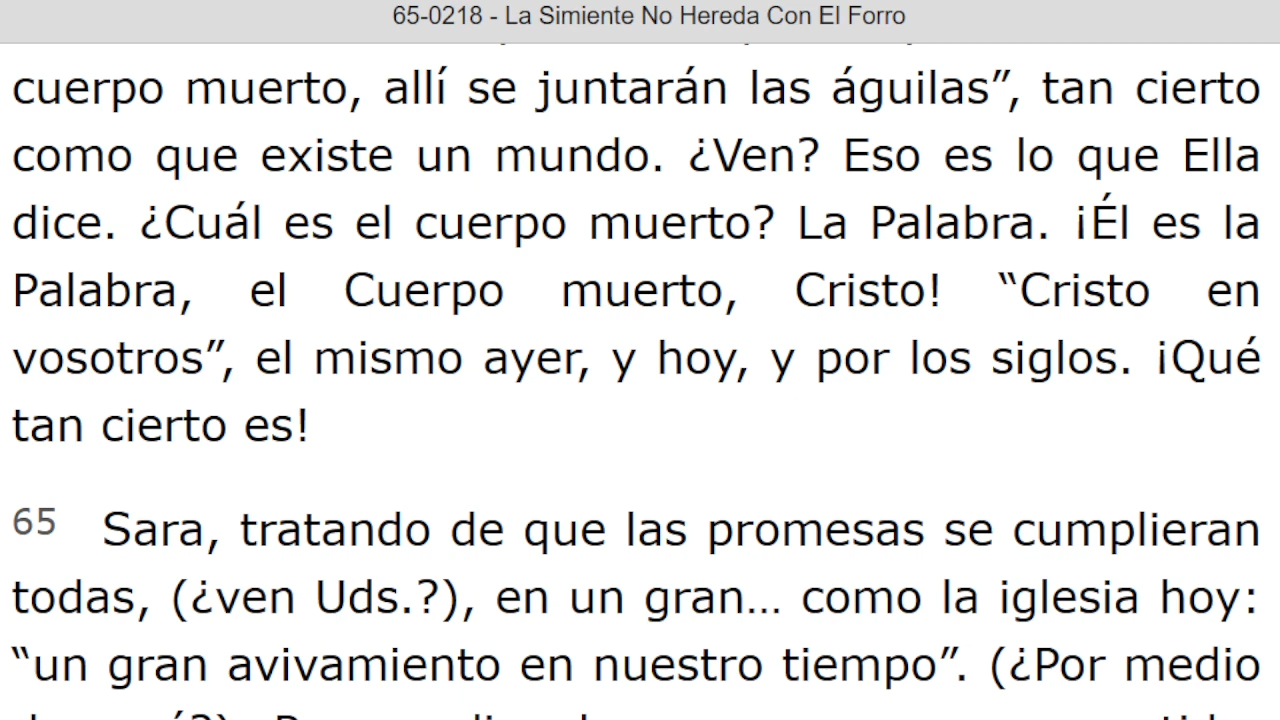 65-0218 - La Simiente No Hereda Con El Forro
cuerpo muerto, allí se juntarán las águilas”, tan cierto
como que existe un mundo. ¿Ven? Eso es lo que Ella
dice. ¿Cuál es el cuerpo muerto? La Palabra. ¡Él es la
Palabra, el Cuerpo muerto, Cristo! “Cristo en
vosotros”, el mismo ayer, y hoy, y por los siglos. ¡Qué
tan cierto es!
65 Sara, tratando de que las promesas se cumplieran
todas, (¿ven Uds.?), en un gran... como la iglesia hoy:
“un gran avivamiento en nuestro tiempo”. (¿Por medio